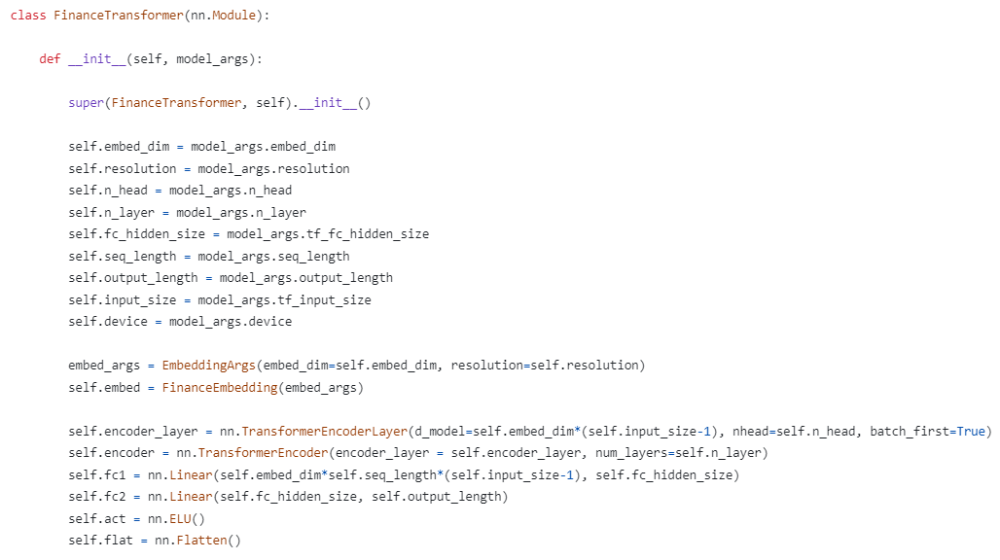 class FinanceTransformer(nn.Module):
def __init__(self, model_args):
super(FinanceTransformer, self).__init__()
self.embed_dim = model_args.embed_dim
self.resolution = model_args.resolution
self.n_head = model_args.n_head
self.n_layer = model_args.n_layer
self.fc_hidden_size = model_args.tf_fc_hidden_size
self.seq_length = model_args.seq_length
self.output_length = model_args.output_length
self.input_size = model_args.tf_input_size
self.device = model_args.device
embed_args = EmbeddingArgs(embed_dim=self.embed_dim, resolution=self.resolution)
self.embed = FinanceEmbedding(embed_args)
self.encoder_layer = nn.TransformerEncoderLayer(d_model=self.embed_dim*(self.input_size-1), nhead=self.n_head, batch_first=True)
self.encoder = nn.TransformerEncoder(encoder_layer = self.encoder_layer, num_layers=self.n_layer)
self.fc1 = nn.Linear(self.embed_dim*self.seq_length*(self.input_size-1), self.fc_hidden_size)
self.fc2 = nn.Linear(self.fc_hidden_size, self.output_length)
self.act = nn.ELU()
self.flat = nn.Flatten()